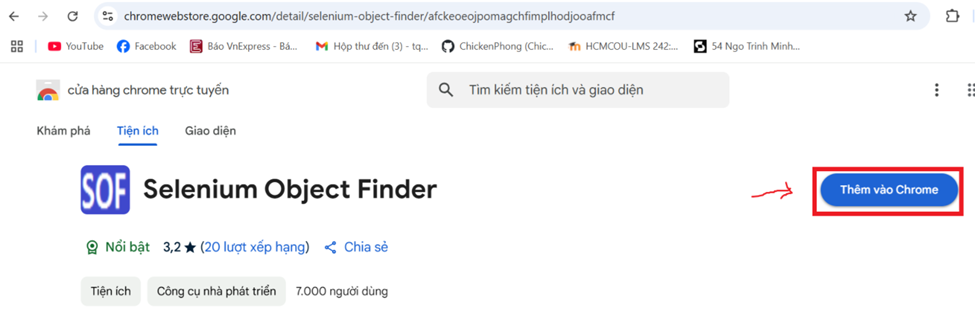 chromewebstore.google.com/detail/selenium-object-finder/afckeoeojpomagchfimplhodjooafmcf
YouTube Facebook Báo VnExpress - Bá... Hộp thư đến (3) - tq... ChickenPhong (Chic... HCMCOU-LMS 242:... 54 Ngo Trinh Minh...
cửa hàng chrome trực tuyến
Tìm kiếm tiện ích và giao diện
Khám phá Tiện ích Giao diện
SOF Selenium Object Finder
Thêm vào Chrome
Nổi bật 3,2 ★ (20 lượt xếp hạng) Chia sẻ
Tiện ích Công cụ nhà phát triển 7.000 người dùng